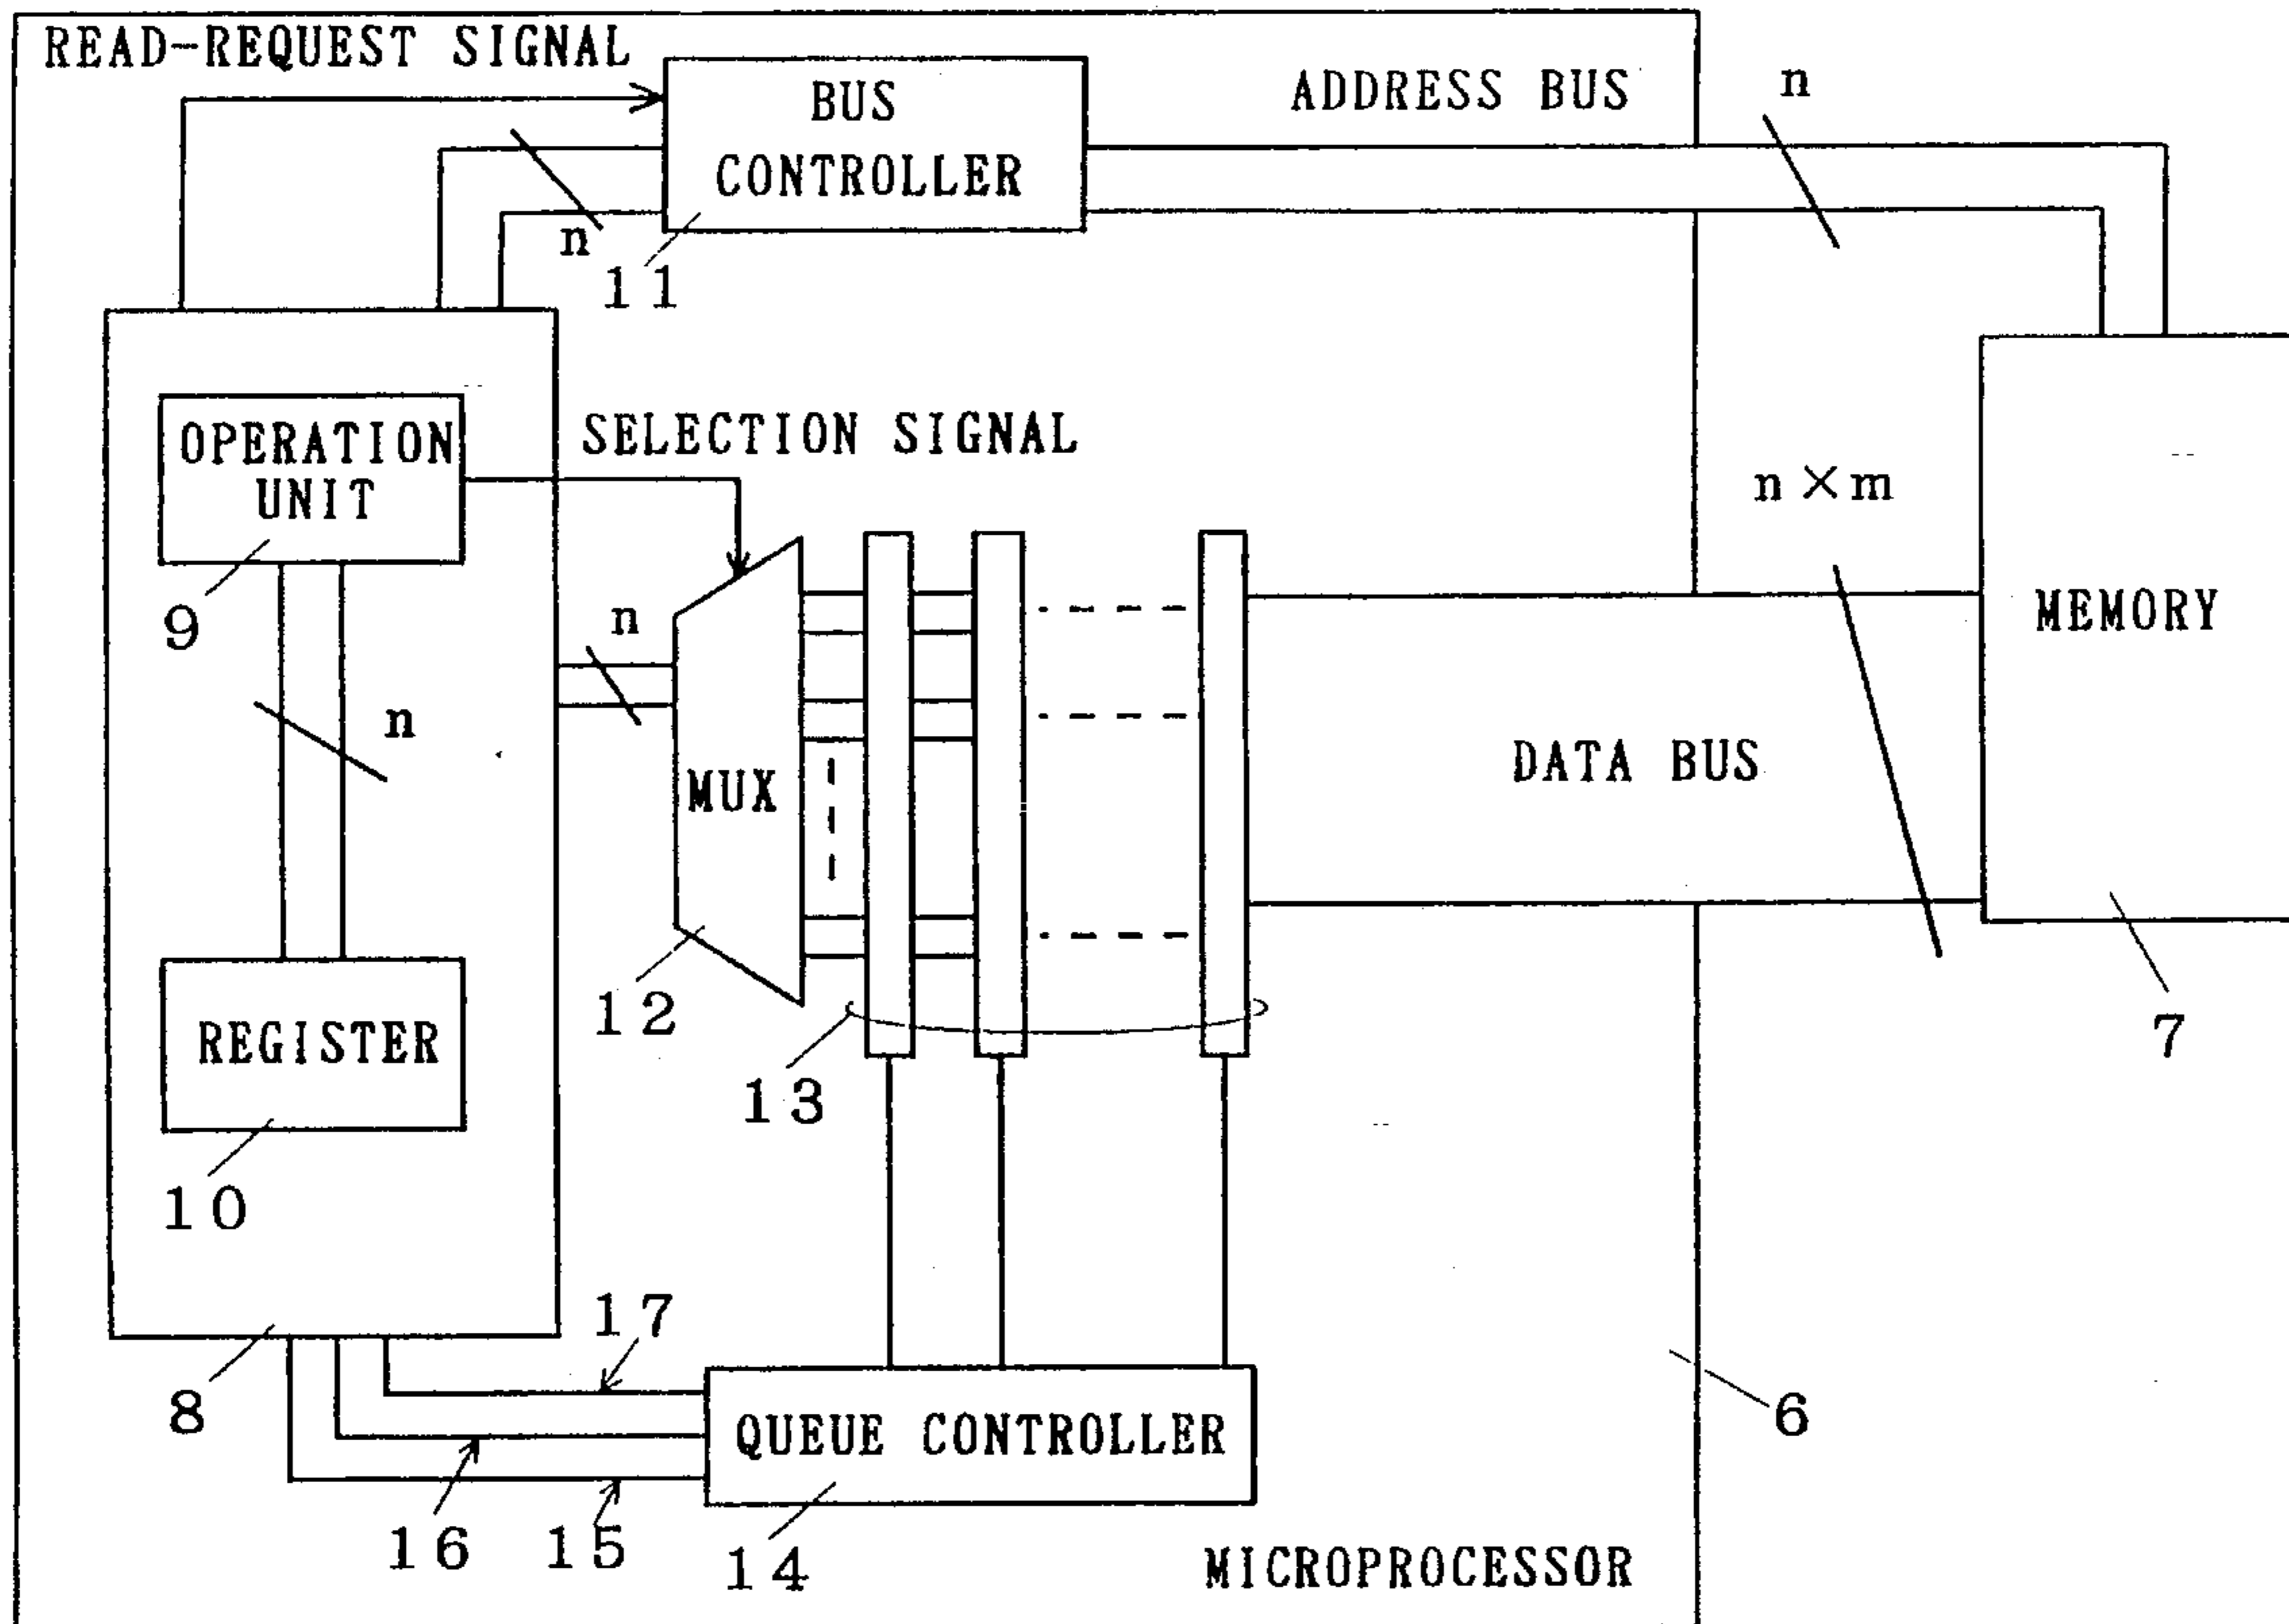 READ-REQUEST SIGNAL
BUS
CONTROLLER
ADDRESS BUS
n
n
11
OPERATION
UNIT
SELECTION SIGNAL
n×m
9
n
MEMORY
n
MUX
DATA BUS
12
REGISTER
13
7
10
17
8
QUEUE CONTROLLER
6
16
15
14
MICROPROCESSOR